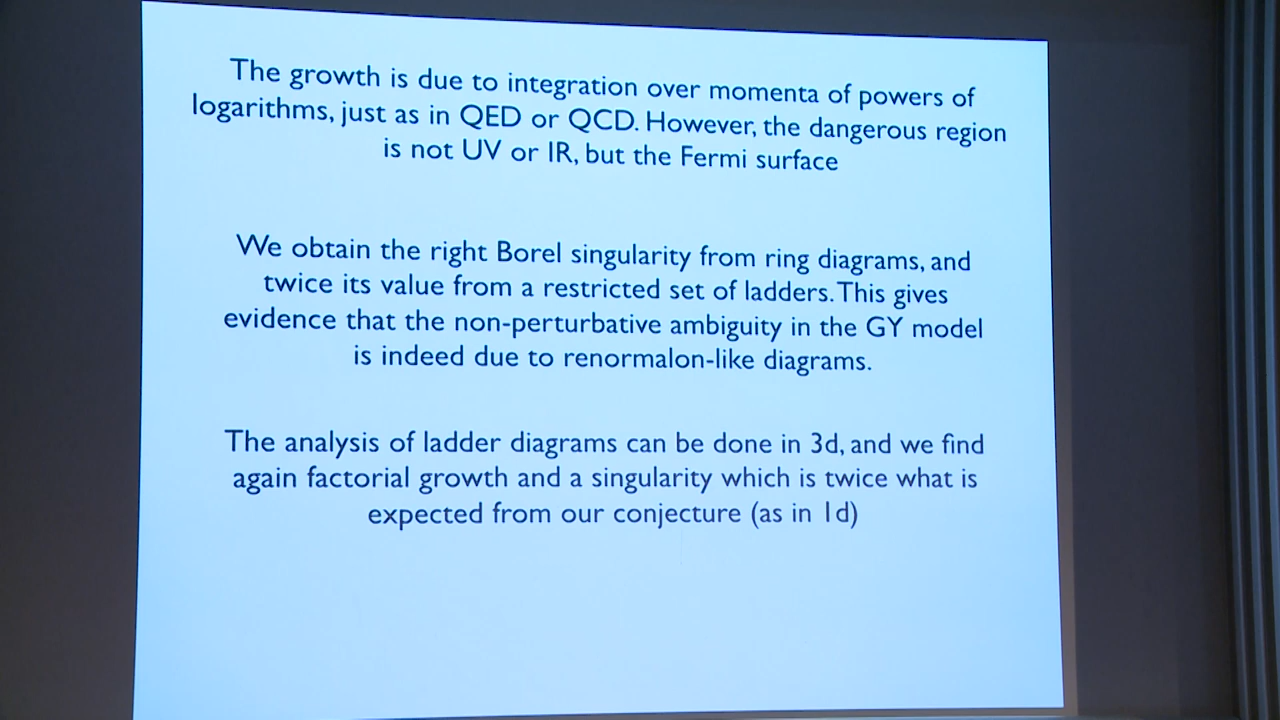 The growth is due to integration over momenta of powers of
logarithms, just as in QED or QCD. However, the dangerous region
is not UV or IR, but the Fermi surface
We obtain the right Borel singularity from ring diagrams, and
twice its value from a restricted set of ladders. This gives
evidence that the non-perturbative ambiguity in the GY model
is indeed due to renormalon-like diagrams.
The analysis of ladder diagrams can be done in 3d, and we find
again factorial growth and a singularity which is twice what is
expected from our conjecture (as in 1d)